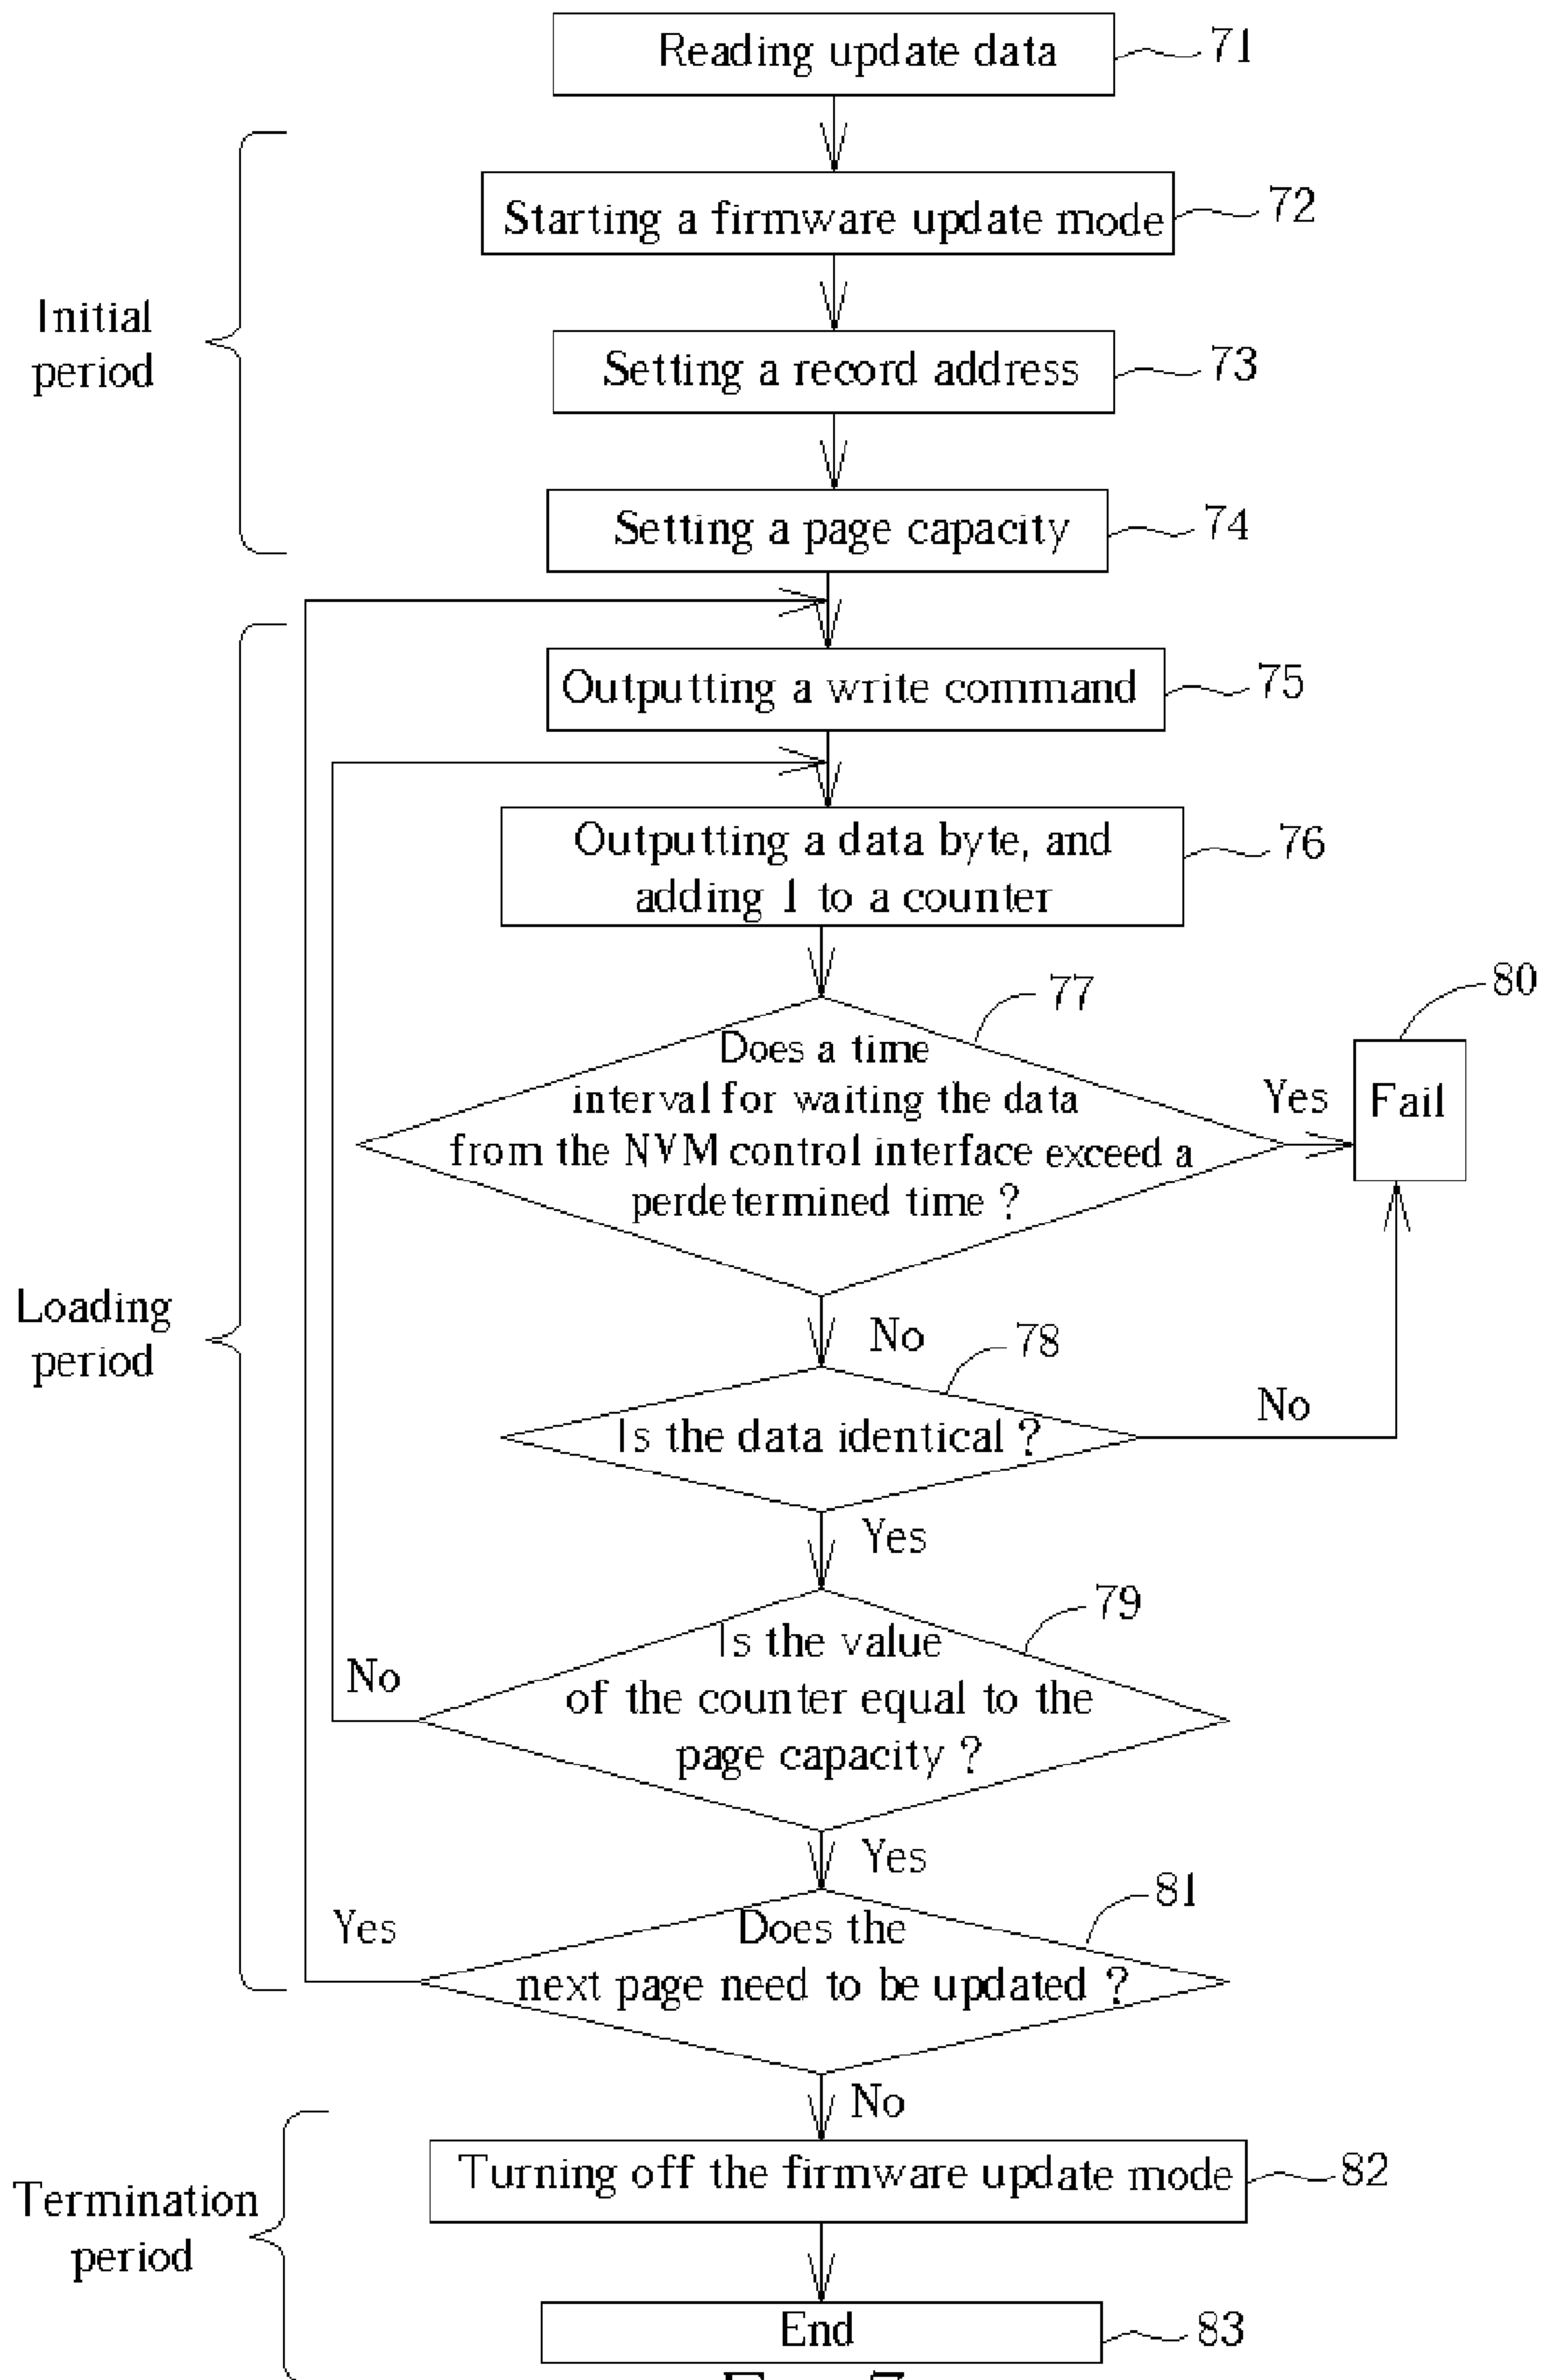 Reading update data
71
Starting a firmware update mode
72
Initial
period
Setting a record address
73
Setting a page capacity
74
Outputting a write command
75
Outputting a data byte, and
adding 1 to a counter
76
77
80
Does a time
interval for waiting the data
from the NVM control interface exceed a
perdetermined time ?
Yes
Fail
Loading
period
No
78
Is the data identical ?
No
Yes
79
Is the value
of the counter equal to the
page capacity ?
No
Yes
81
Does the
next page need to be updated ?
Yes
No
Termination
period
Turning off the firmware update mode
82
End
83